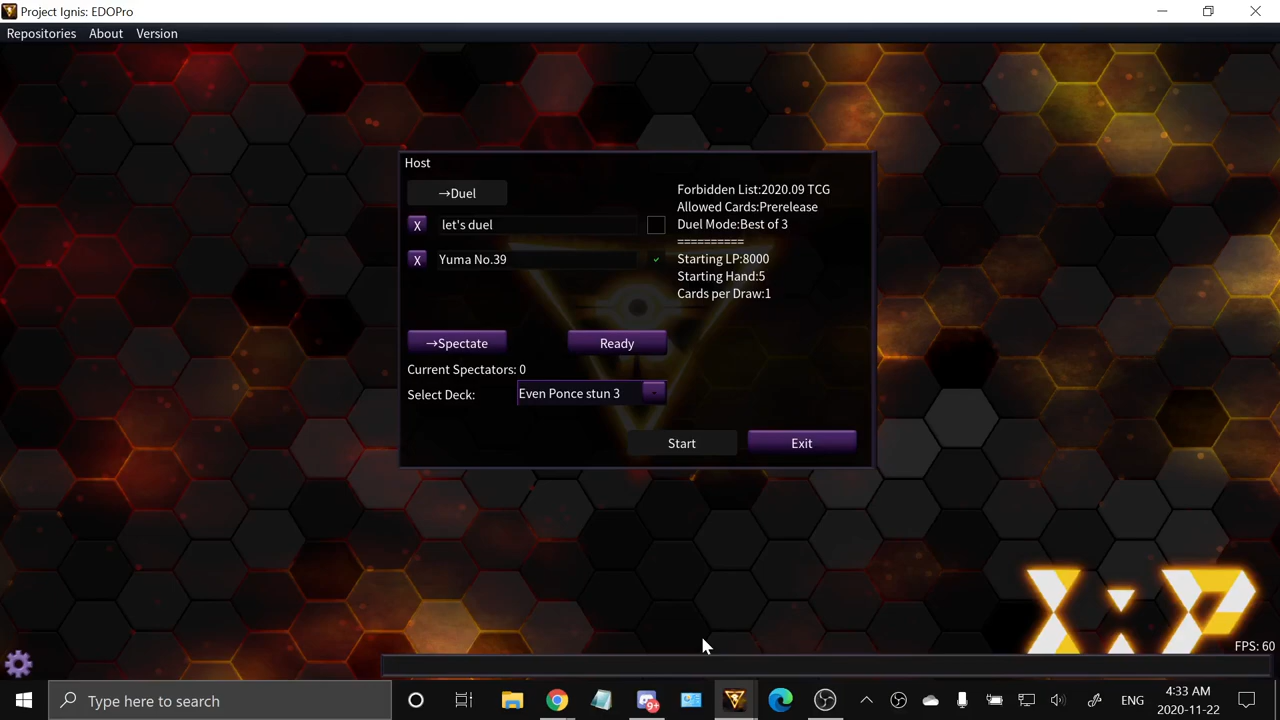 Project Ignis: EDOPro
Repositories About Version
Host
→Duel
X let's duel
X Yuma No.39
Forbidden List:2020.09 TCG
Allowed Cards:Prerelease
Duel Mode:Best of 3
==========
Starting LP:8000
Starting Hand:5
Cards per Draw:1
→Spectate Ready
Current Spectators: 0
Select Deck: Even Ponce stun 3
Start Exit
FPS: 60
Type here to search
9+
ENG
4:33 AM
2020-11-22